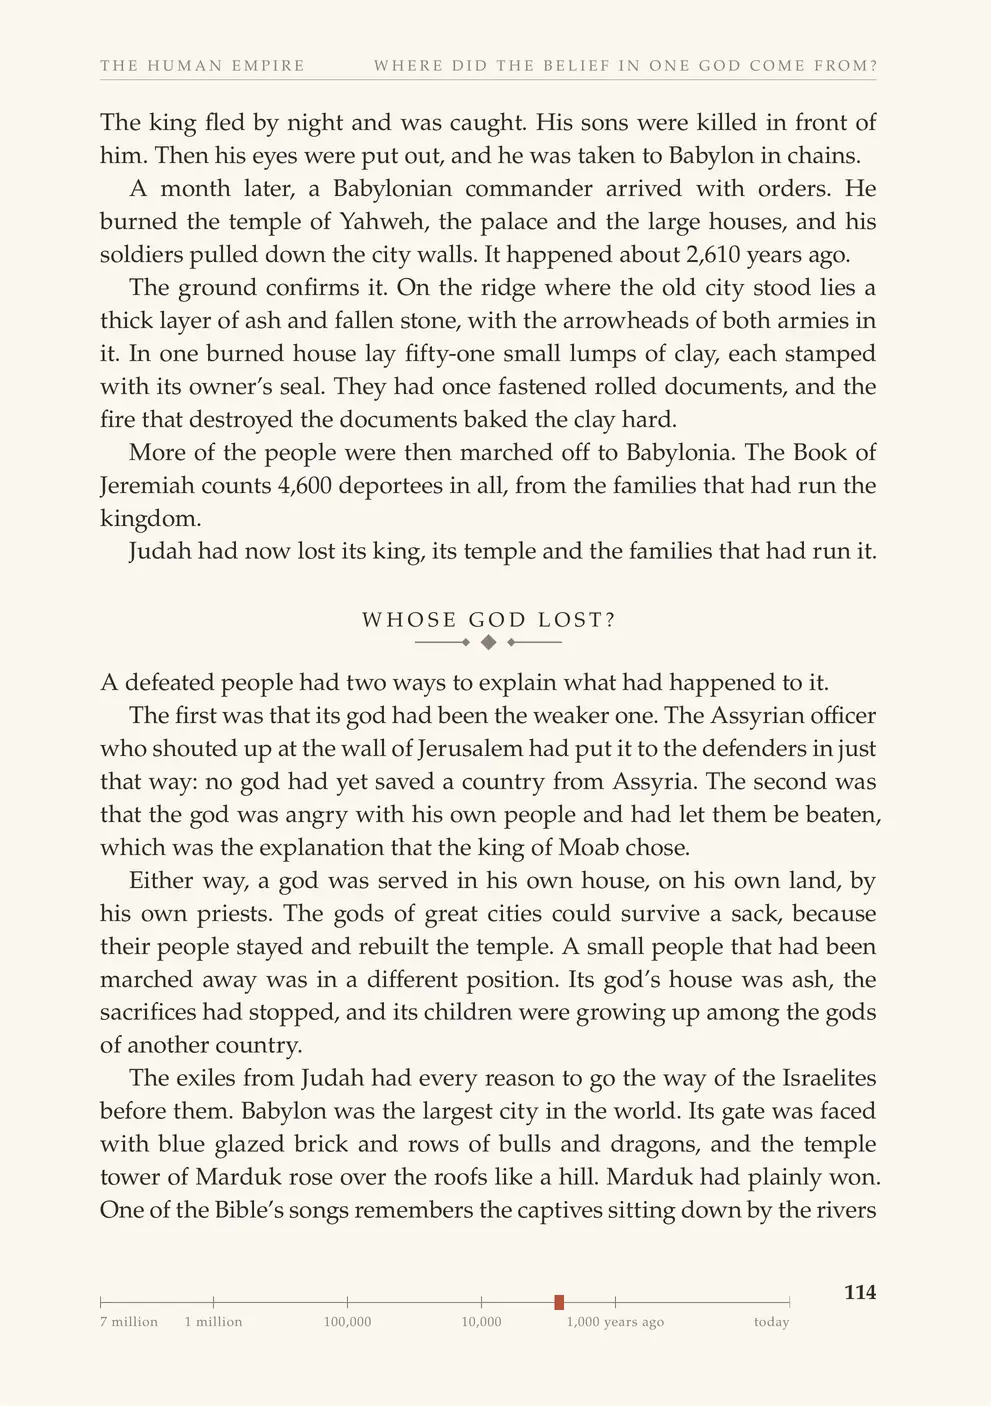 THE HUMAN EMPIRE
WHERE DID THE BELIEF IN ONE GOD COME FROM?
The king fled by night and was caught. His sons were killed in front of
him. Then his eyes were put out, and he was taken to Babylon in chains.
A month later, a Babylonian commander arrived with orders. He
burned the temple of Yahweh, the palace and the large houses, and his
soldiers pulled down the city walls. It happened about 2,610 years ago.
The ground confirms it. On the ridge where the old city stood lies a
thick layer of ash and fallen stone, with the arrowheads of both armies in
it. In one burned house lay fifty-one small lumps of clay, each stamped
with its owner’s seal. They had once fastened rolled documents, and the
fire that destroyed the documents baked the clay hard.
More of the people were then marched off to Babylonia. The Book of
Jeremiah counts 4,600 deportees in all, from the families that had run the
kingdom.
Judah had now lost its king, its temple and the families that had run it.
WHOSE GOD LOST?
A defeated people had two ways to explain what had happened to it.
The first was that its god had been the weaker one. The Assyrian officer
who shouted up at the wall of Jerusalem had put it to the defenders in just
that way: no god had yet saved a country from Assyria. The second was
that the god was angry with his own people and had let them be beaten,
which was the explanation that the king of Moab chose.
Either way, a god was served in his own house, on his own land, by
his own priests. The gods of great cities could survive a sack, because
their people stayed and rebuilt the temple. A small people that had been
marched away was in a different position. Its god’s house was ash, the
sacrifices had stopped, and its children were growing up among the gods
of another country.
The exiles from Judah had every reason to go the way of the Israelites
before them. Babylon was the largest city in the world. Its gate was faced
with blue glazed brick and rows of bulls and dragons, and the temple
tower of Marduk rose over the roofs like a hill. Marduk had plainly won.
One of the Bible’s songs remembers the captives sitting down by the rivers
114
7 million 1 million 100,000 10,000 1,000 years ago today